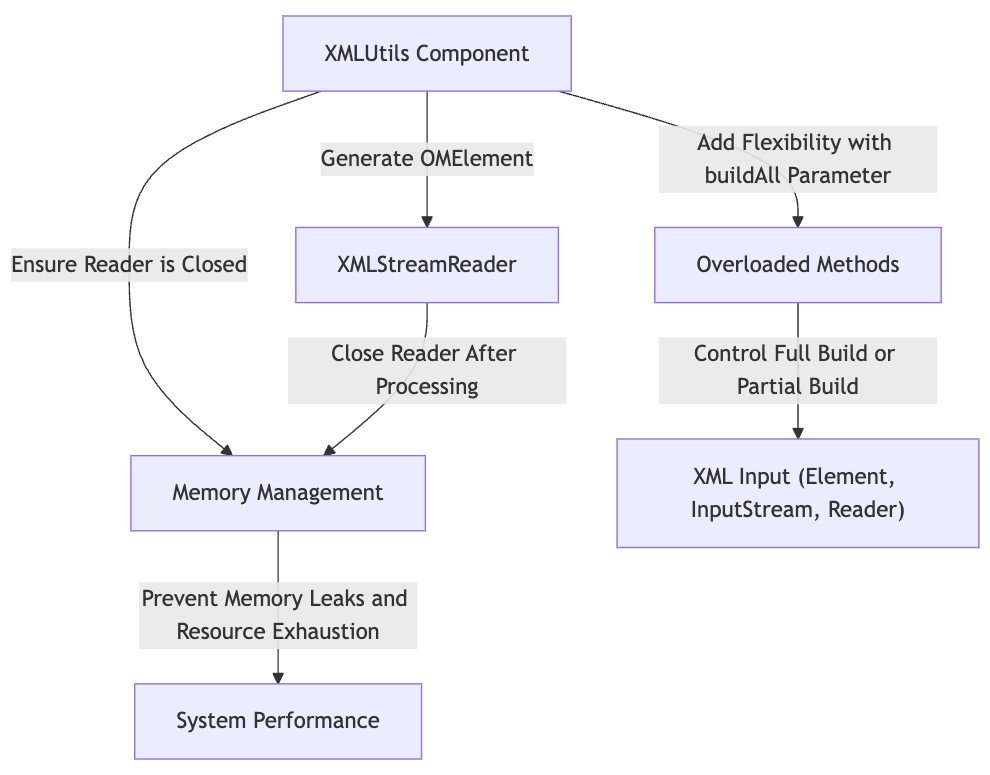 XMLUtils Component
Add Flexibility with
buildAll Parameter
Generate OMElement
Ensure Reader is Closed
XMLStreamReader
Overloaded Methods
Close Reader After
Processing
Control Full Build or
Partial Build
Memory Management
XML Input (Element,
InputStream, Reader)
Prevent Memory Leaks and
Resource Exhaustion
System Performance